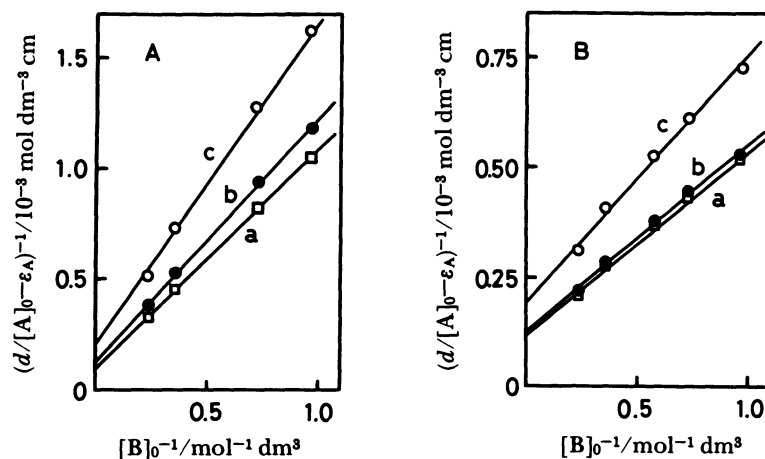 A
(d/[A]₀—ε_A)⁻¹/10⁻³ mol dm⁻³ cm
1.5
1.0
0.5
0
c
b
a
0.5
1.0
[B]₀⁻¹/mol⁻¹ dm³
B
(d/[A]₀—ε_A)⁻¹/10⁻³ mol dm⁻³ cm
0.75
0.50
0.25
0
c
b
a
0.5
1.0
[B]₀⁻¹/mol⁻¹ dm³